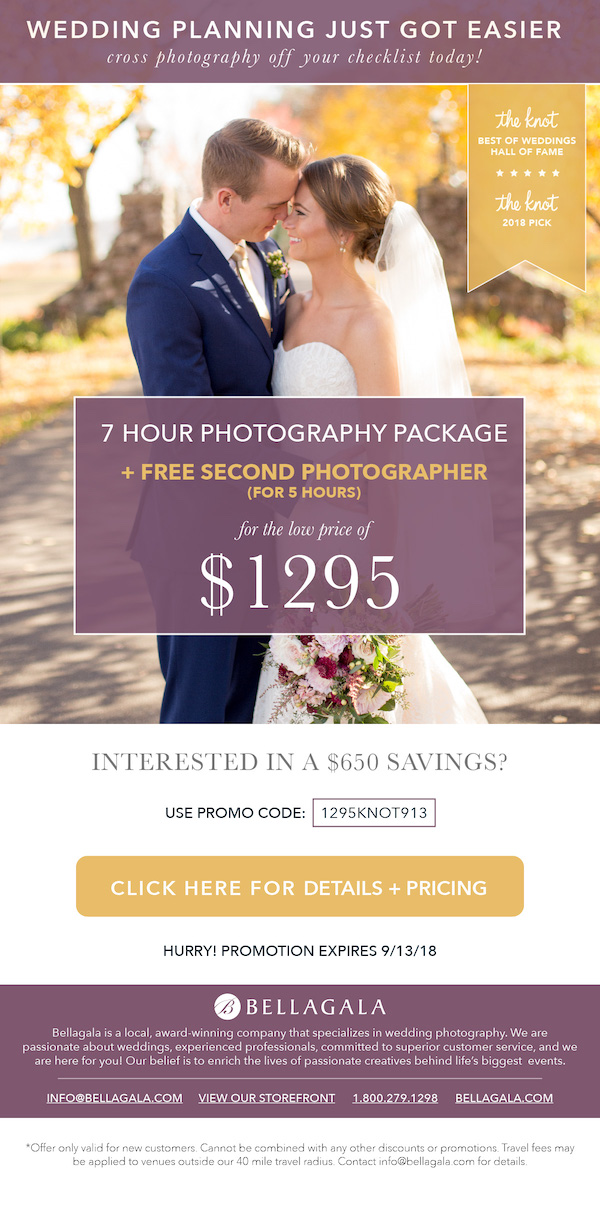 WEDDING PLANNING JUST GOT EASIER
cross photography off your checklist today!
the knot
BEST OF WEDDINGS
HALL OF FAME
★ ★ ★ ★ ★
the knot
2018 PICK
7 HOUR PHOTOGRAPHY PACKAGE
+ FREE SECOND PHOTOGRAPHER
(FOR 5 HOURS)
for the low price of
$1295
INTERESTED IN A $650 SAVINGS?
USE PROMO CODE: 1295KNOT913
CLICK HERE FOR DETAILS + PRICING
HURRY! PROMOTION EXPIRES 9/13/18
B BELLAGALA
Bellagala is a local, award-winning company that specializes in wedding photography. We are
passionate about weddings, experienced professionals, committed to superior customer service, and we
are here for you! Our belief is to enrich the lives of passionate creatives behind life's biggest events.
INFO@BELLAGALA.COM VIEW OUR STOREFRONT 1.800.279.1298 BELLAGALA.COM
*Offer only valid for new customers. Cannot be combined with any other discounts or promotions. Travel fees may
be applied to venues outside our 40 mile travel radius. Contact info@bellagala.com for details.